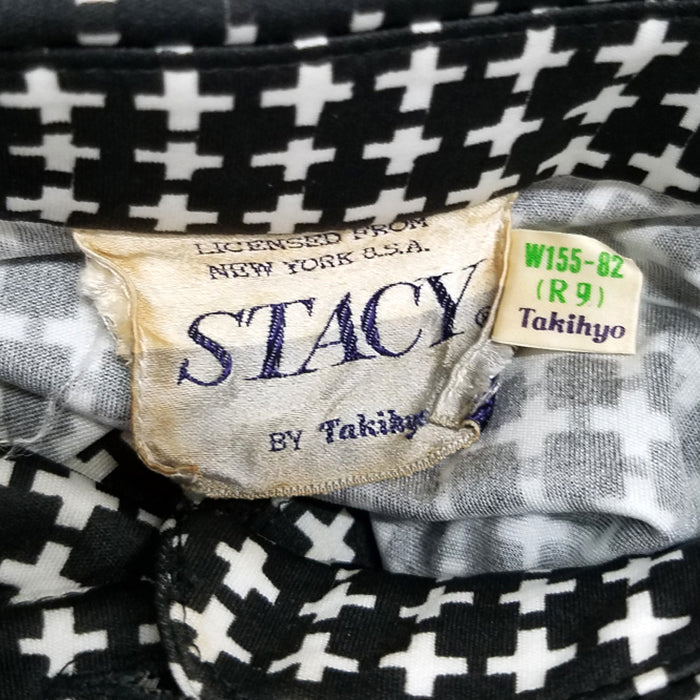 LICENSED FROM
NEW YORK U.S.A.
STACY®
BY Takihyo
W155-82
(R9)
Takihyo